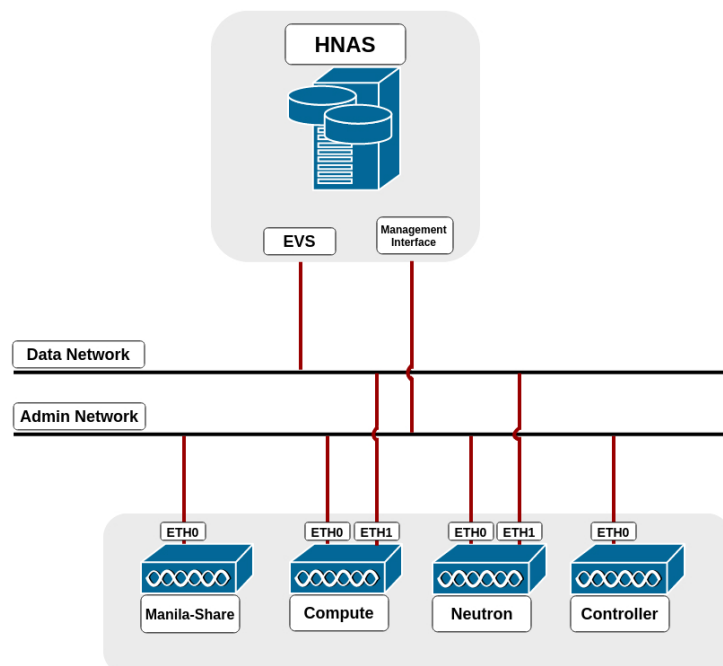 HNAS
EVS
Management
Interface
Data Network
Admin Network
ETH0
ETH0
ETH1
ETH0
ETH1
ETH0
Manila-Share
Compute
Neutron
Controller